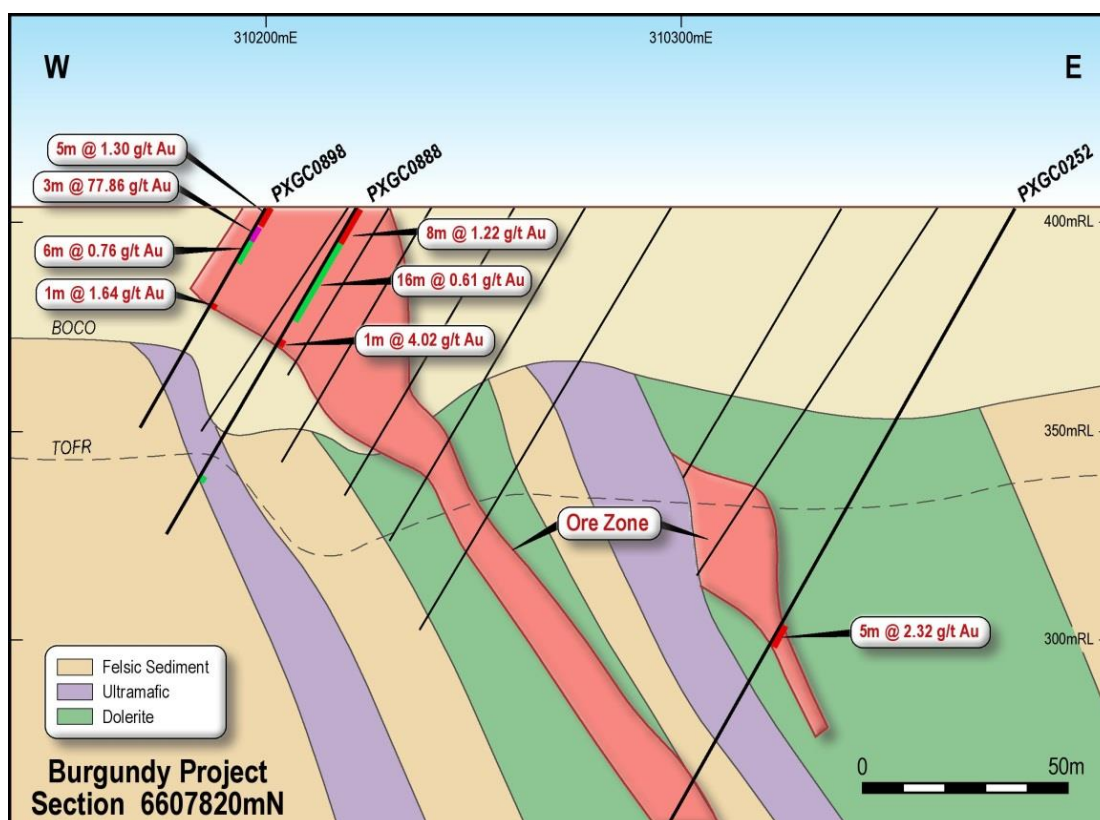 310200mE
310300mE
W
E
5m @ 1.30 g/t Au
PXGC0898
PXGC0888
PXGC0252
3m @ 77.86 g/t Au
400mRL
8m @ 1.22 g/t Au
6m @ 0.76 g/t Au
16m @ 0.61 g/t Au
1m @ 1.64 g/t Au
BOCO
1m @ 4.02 g/t Au
350mRL
TOFR
Ore Zone
5m @ 2.32 g/t Au
300mRL
Felsic Sediment
Ultramafic
Dolerite
Burgundy Project
Section 6607820mN
0
50m